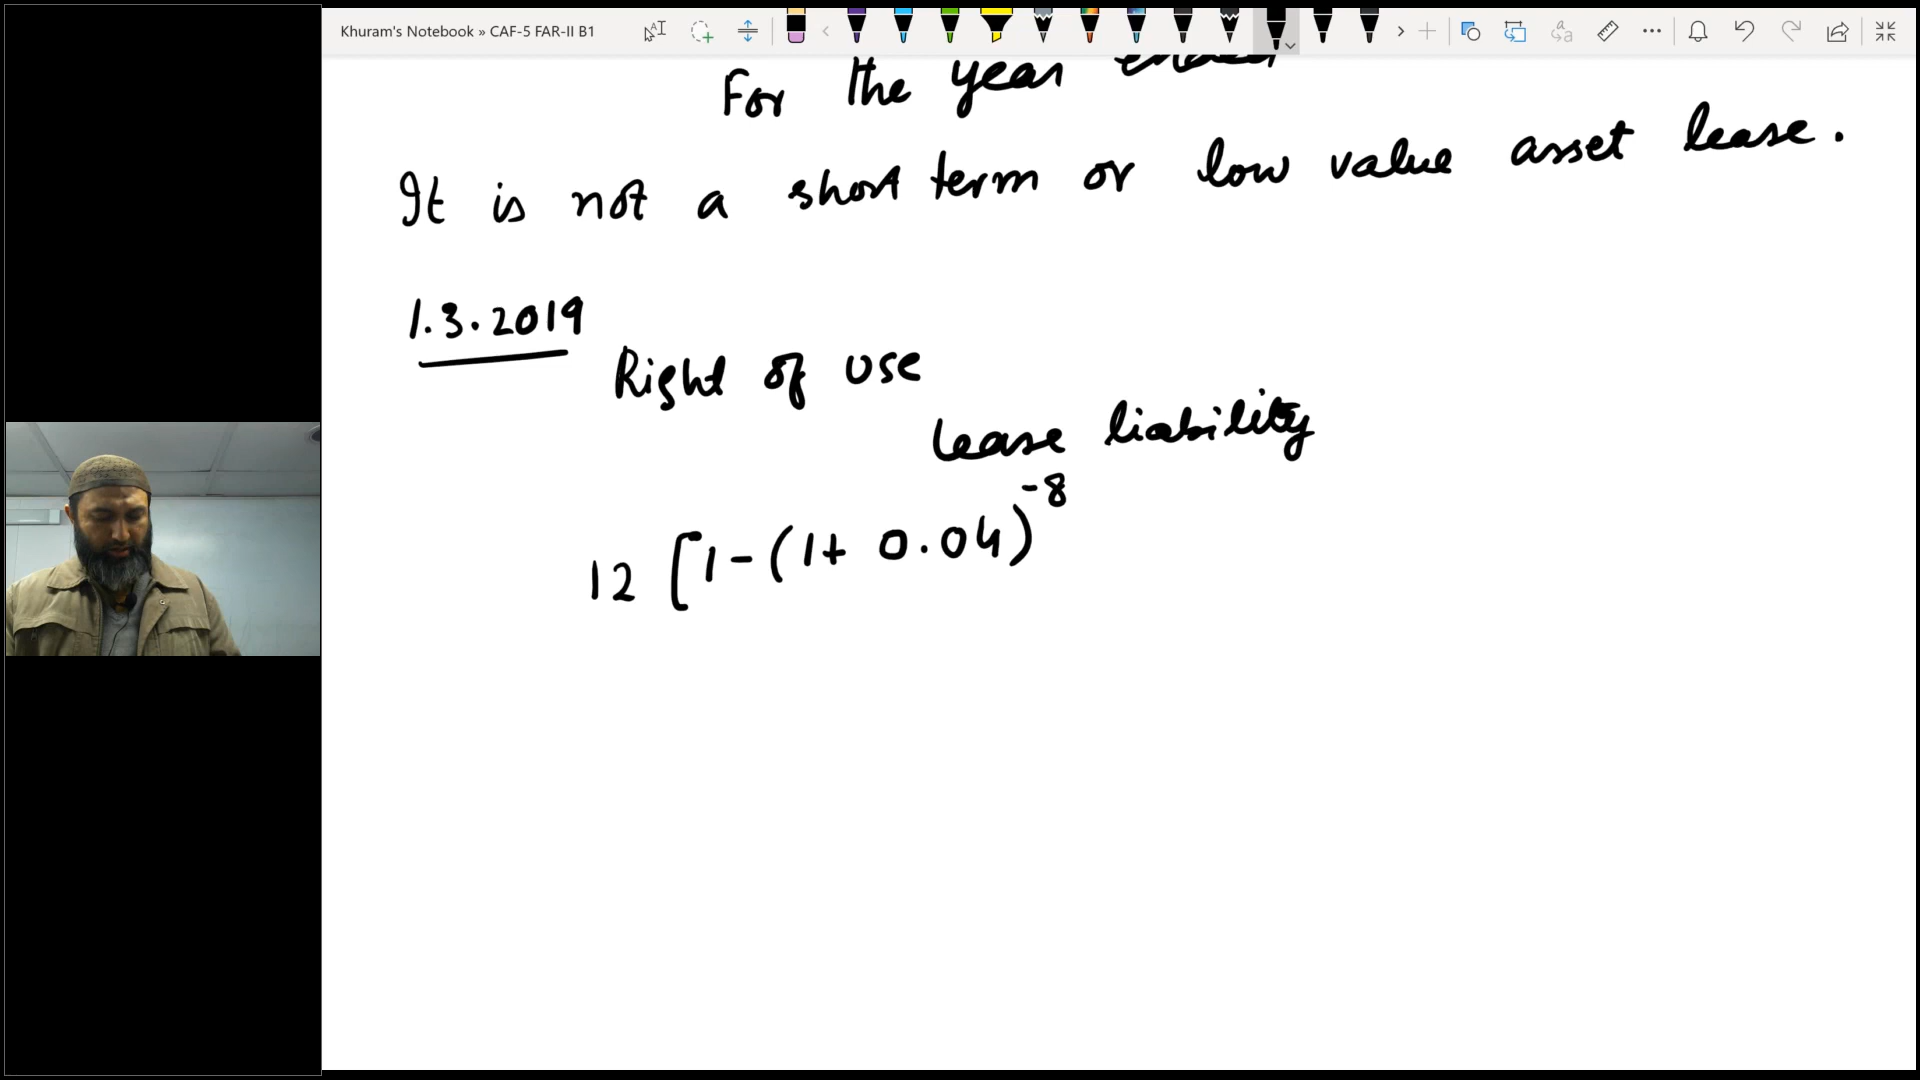 Khuram's Notebook » CAF-5 FAR-II B1
For the year ended
It is not a short term or low value asset lease.
1.3.2019
Right of use
lease liability
12 [1-(1+ 0.04)-8